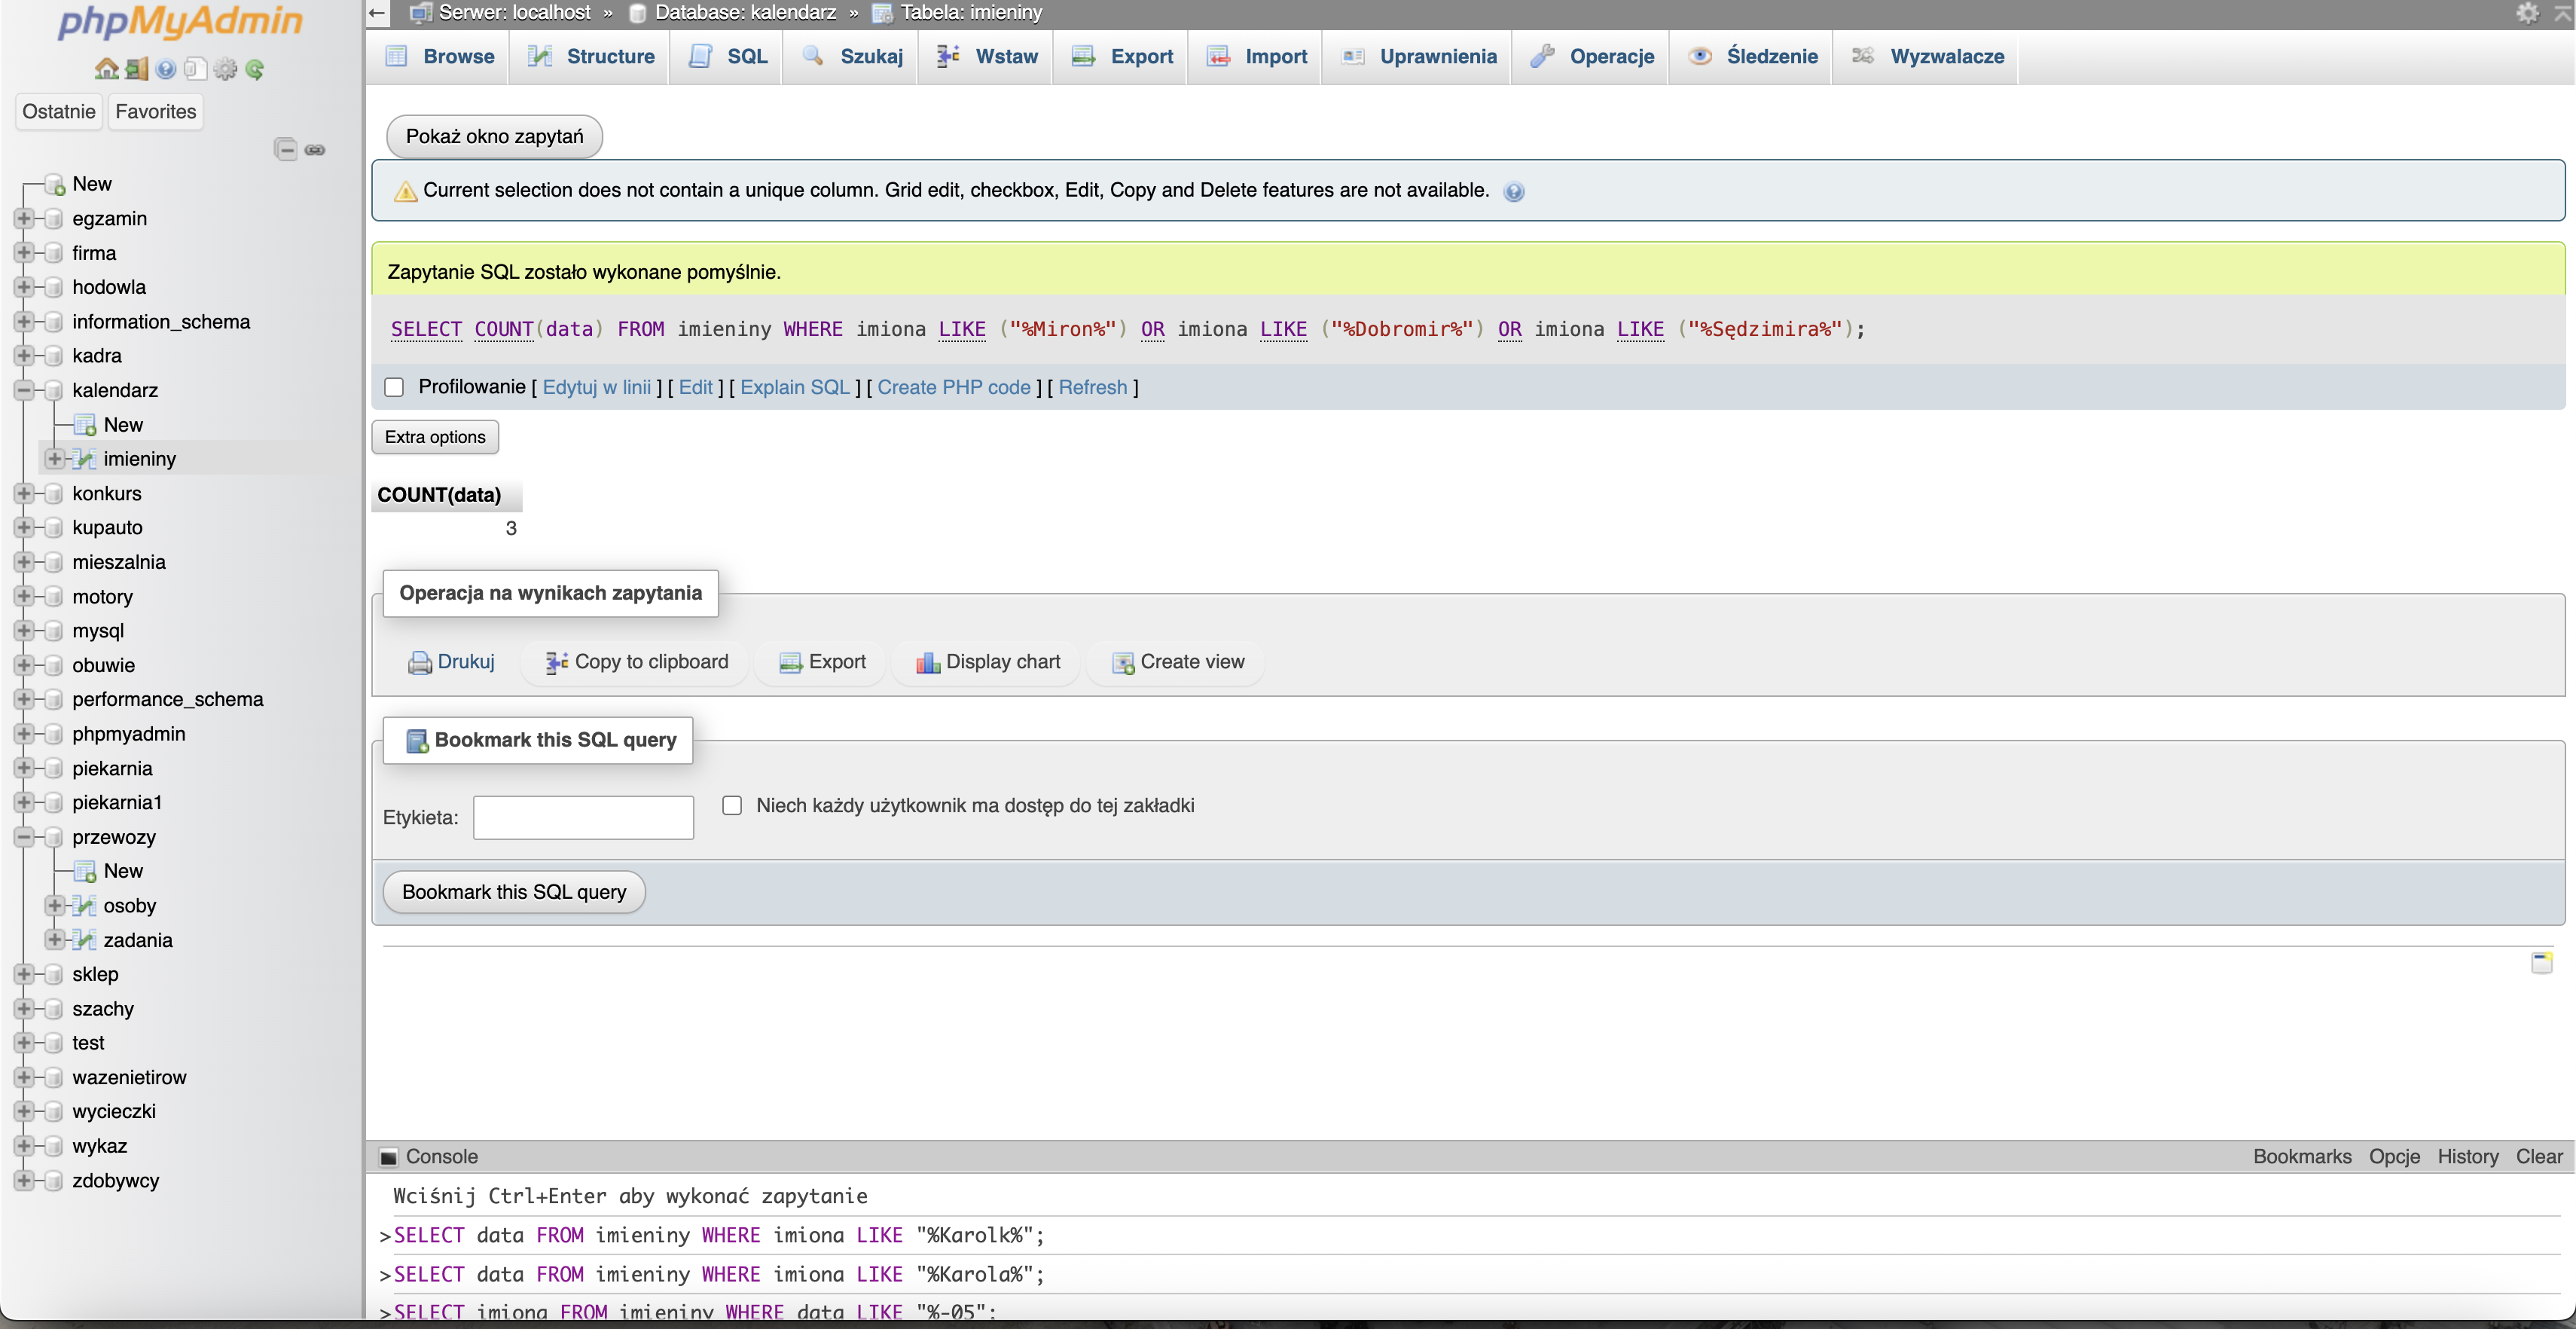 phpMyAdmin
Ostatnie Favorites
New
egzamin
firma
hodowla
information_schema
kadra
kalendarz
New
imieniny
konkurs
kupauto
mieszalnia
motory
mysql
obuwie
performance_schema
phpmyadmin
piekarnia
piekarnia1
przewozy
New
osoby
zadania
sklep
szachy
test
wazenietirow
wycieczki
wykaz
zdobywcy
Serwer: localhost » Database: kalendarz » Tabela: imieniny
Browse Structure SQL Szukaj Wstaw Export Import Uprawnienia Operacje Śledzenie Wyzwalacze
Pokaż okno zapytań
Current selection does not contain a unique column. Grid edit, checkbox, Edit, Copy and Delete features are not available.
Zapytanie SQL zostało wykonane pomyślnie.
SELECT COUNT(data) FROM imieniny WHERE imiona LIKE ("%Miron%") OR imiona LIKE ("%Dobromir%") OR imiona LIKE ("%Sędzimira%");
Profilowanie [ Edytuj w linii ] [ Edit ] [ Explain SQL ] [ Create PHP code ] [ Refresh ]
Extra options
COUNT(data)
3
Operacja na wynikach zapytania
Drukuj Copy to clipboard Export Display chart Create view
Bookmark this SQL query
Etykieta: Niech każdy użytkownik ma dostęp do tej zakładki
Bookmark this SQL query
Console Bookmarks Opcje History Clear
Wciśnij Ctrl+Enter aby wykonać zapytanie
>SELECT data FROM imieniny WHERE imiona LIKE "%Karolk%";
>SELECT data FROM imieniny WHERE imiona LIKE "%Karola%";
>SELECT imiona FROM imieniny WHERE data LIKE "%-05";